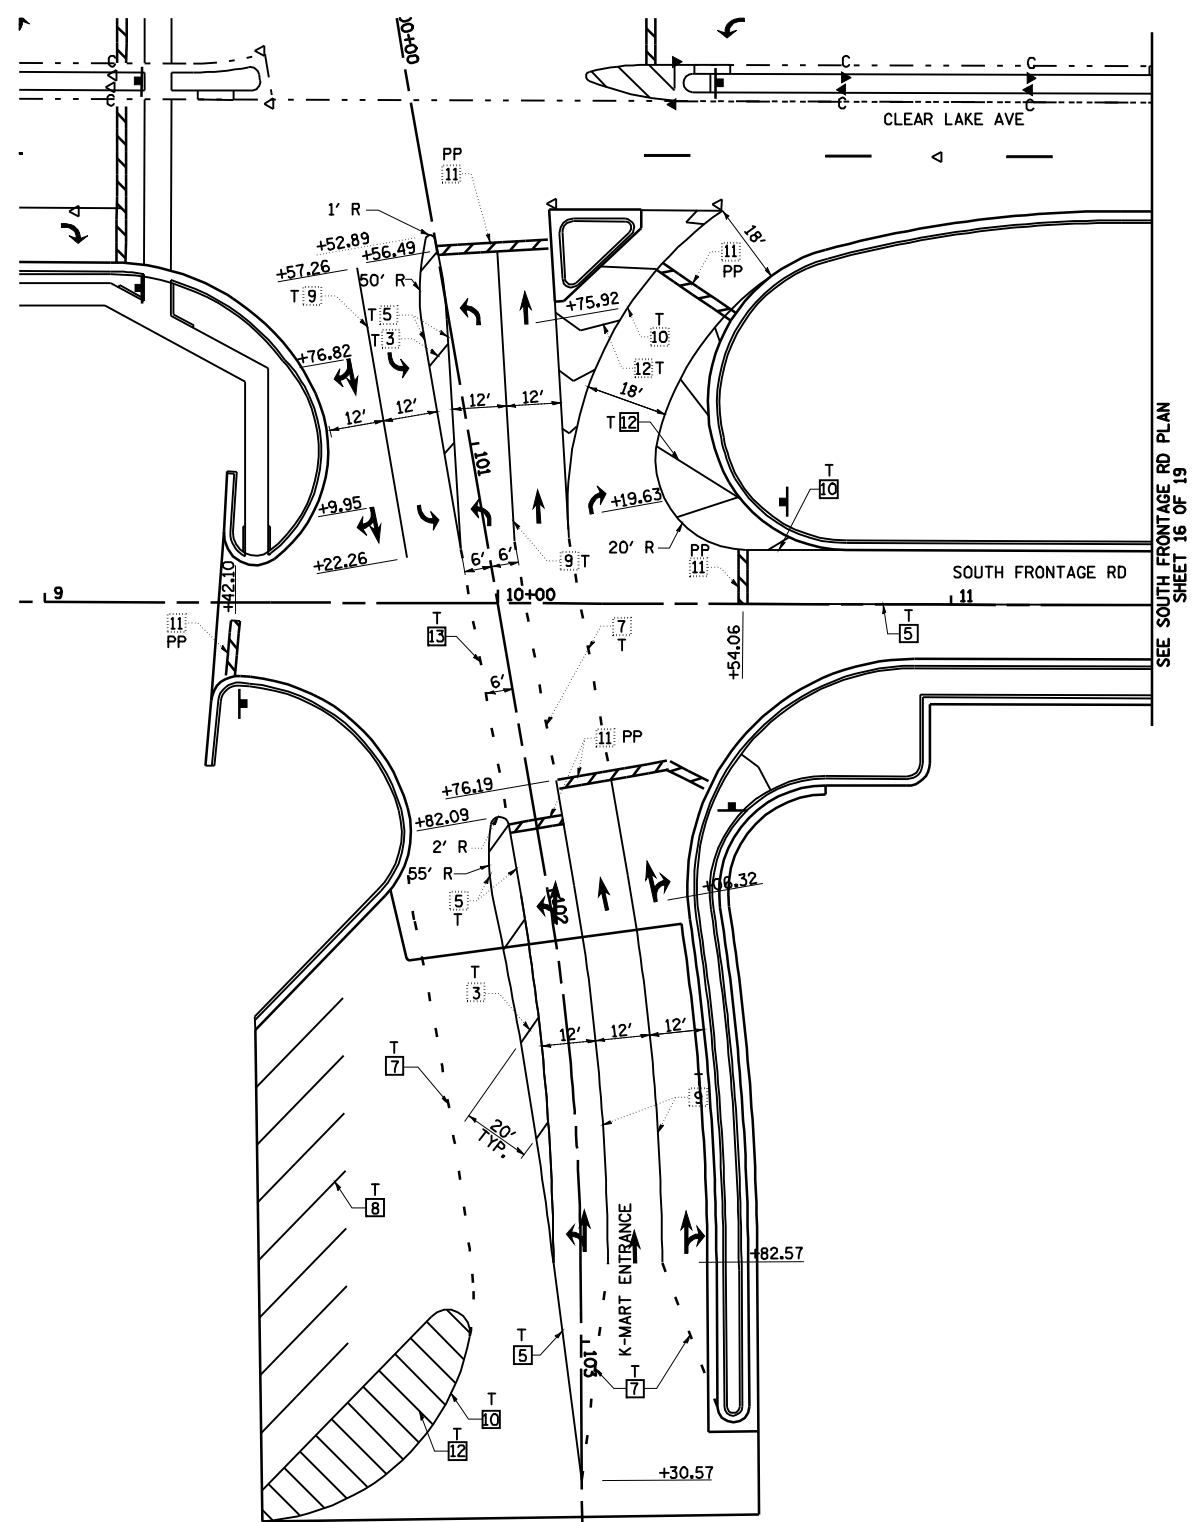 00+00
C
C
C
C
C
C
CLEAR LAKE AVE
PP
11
1' R
+52.89
+56.49
+57.26
50' R
T 9
T 5
T 3
+76.82
18'
11
PP
+75.92
T
10
12 T
18'
12'
12'
12'
12'
T 12
101
T
10
+9.95
+19.63
20' R
+22.26
6'
6'
9 T
PP
11
SOUTH FRONTAGE RD
9
10+00
11
+42.10
11
PP
T
13
7
T
+54.06
T
5
6'
SEE SOUTH FRONTAGE RD PLAN
SHEET 16 OF 19
11 PP
+76.19
+82.09
2' R
55' R
5
T
102
+06.32
T
3
12'
12'
12'
T
7
T
9
20'
TYP.
T
8
K-MART ENTRANCE
+82.57
T
5
103
T
7
T
10
T
12
+30.57